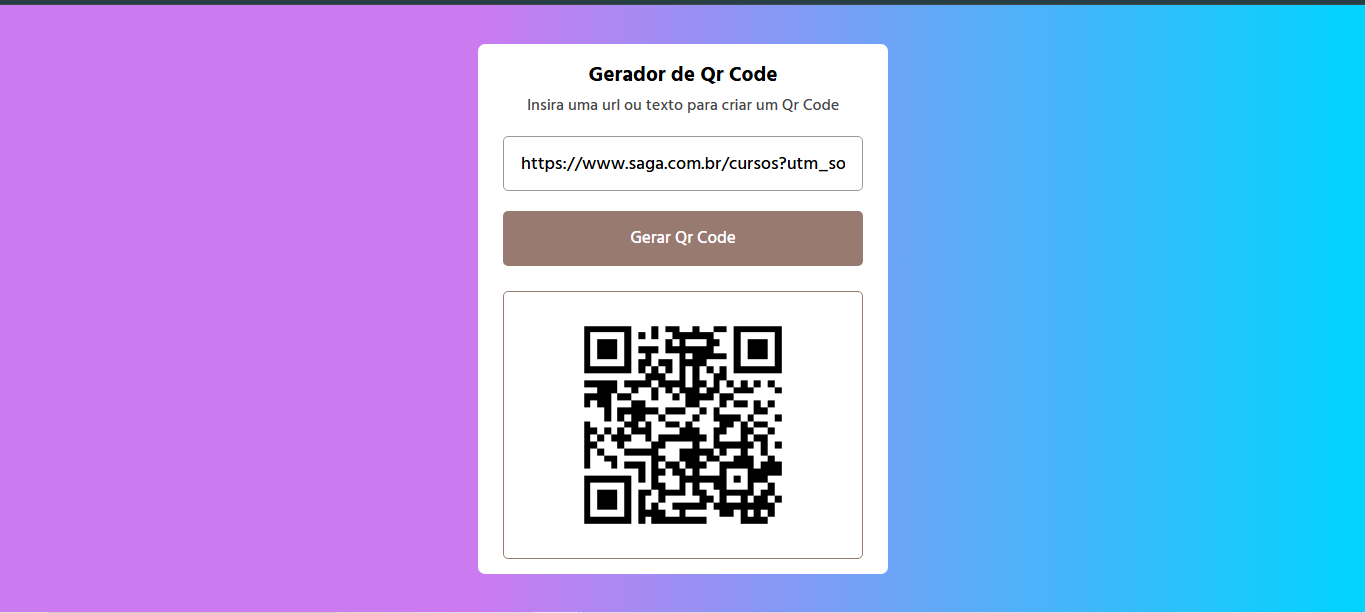 Gerador de Qr Code
Insira uma url ou texto para criar um Qr Code
https://www.saga.com.br/cursos?utm_so
Gerar Qr Code